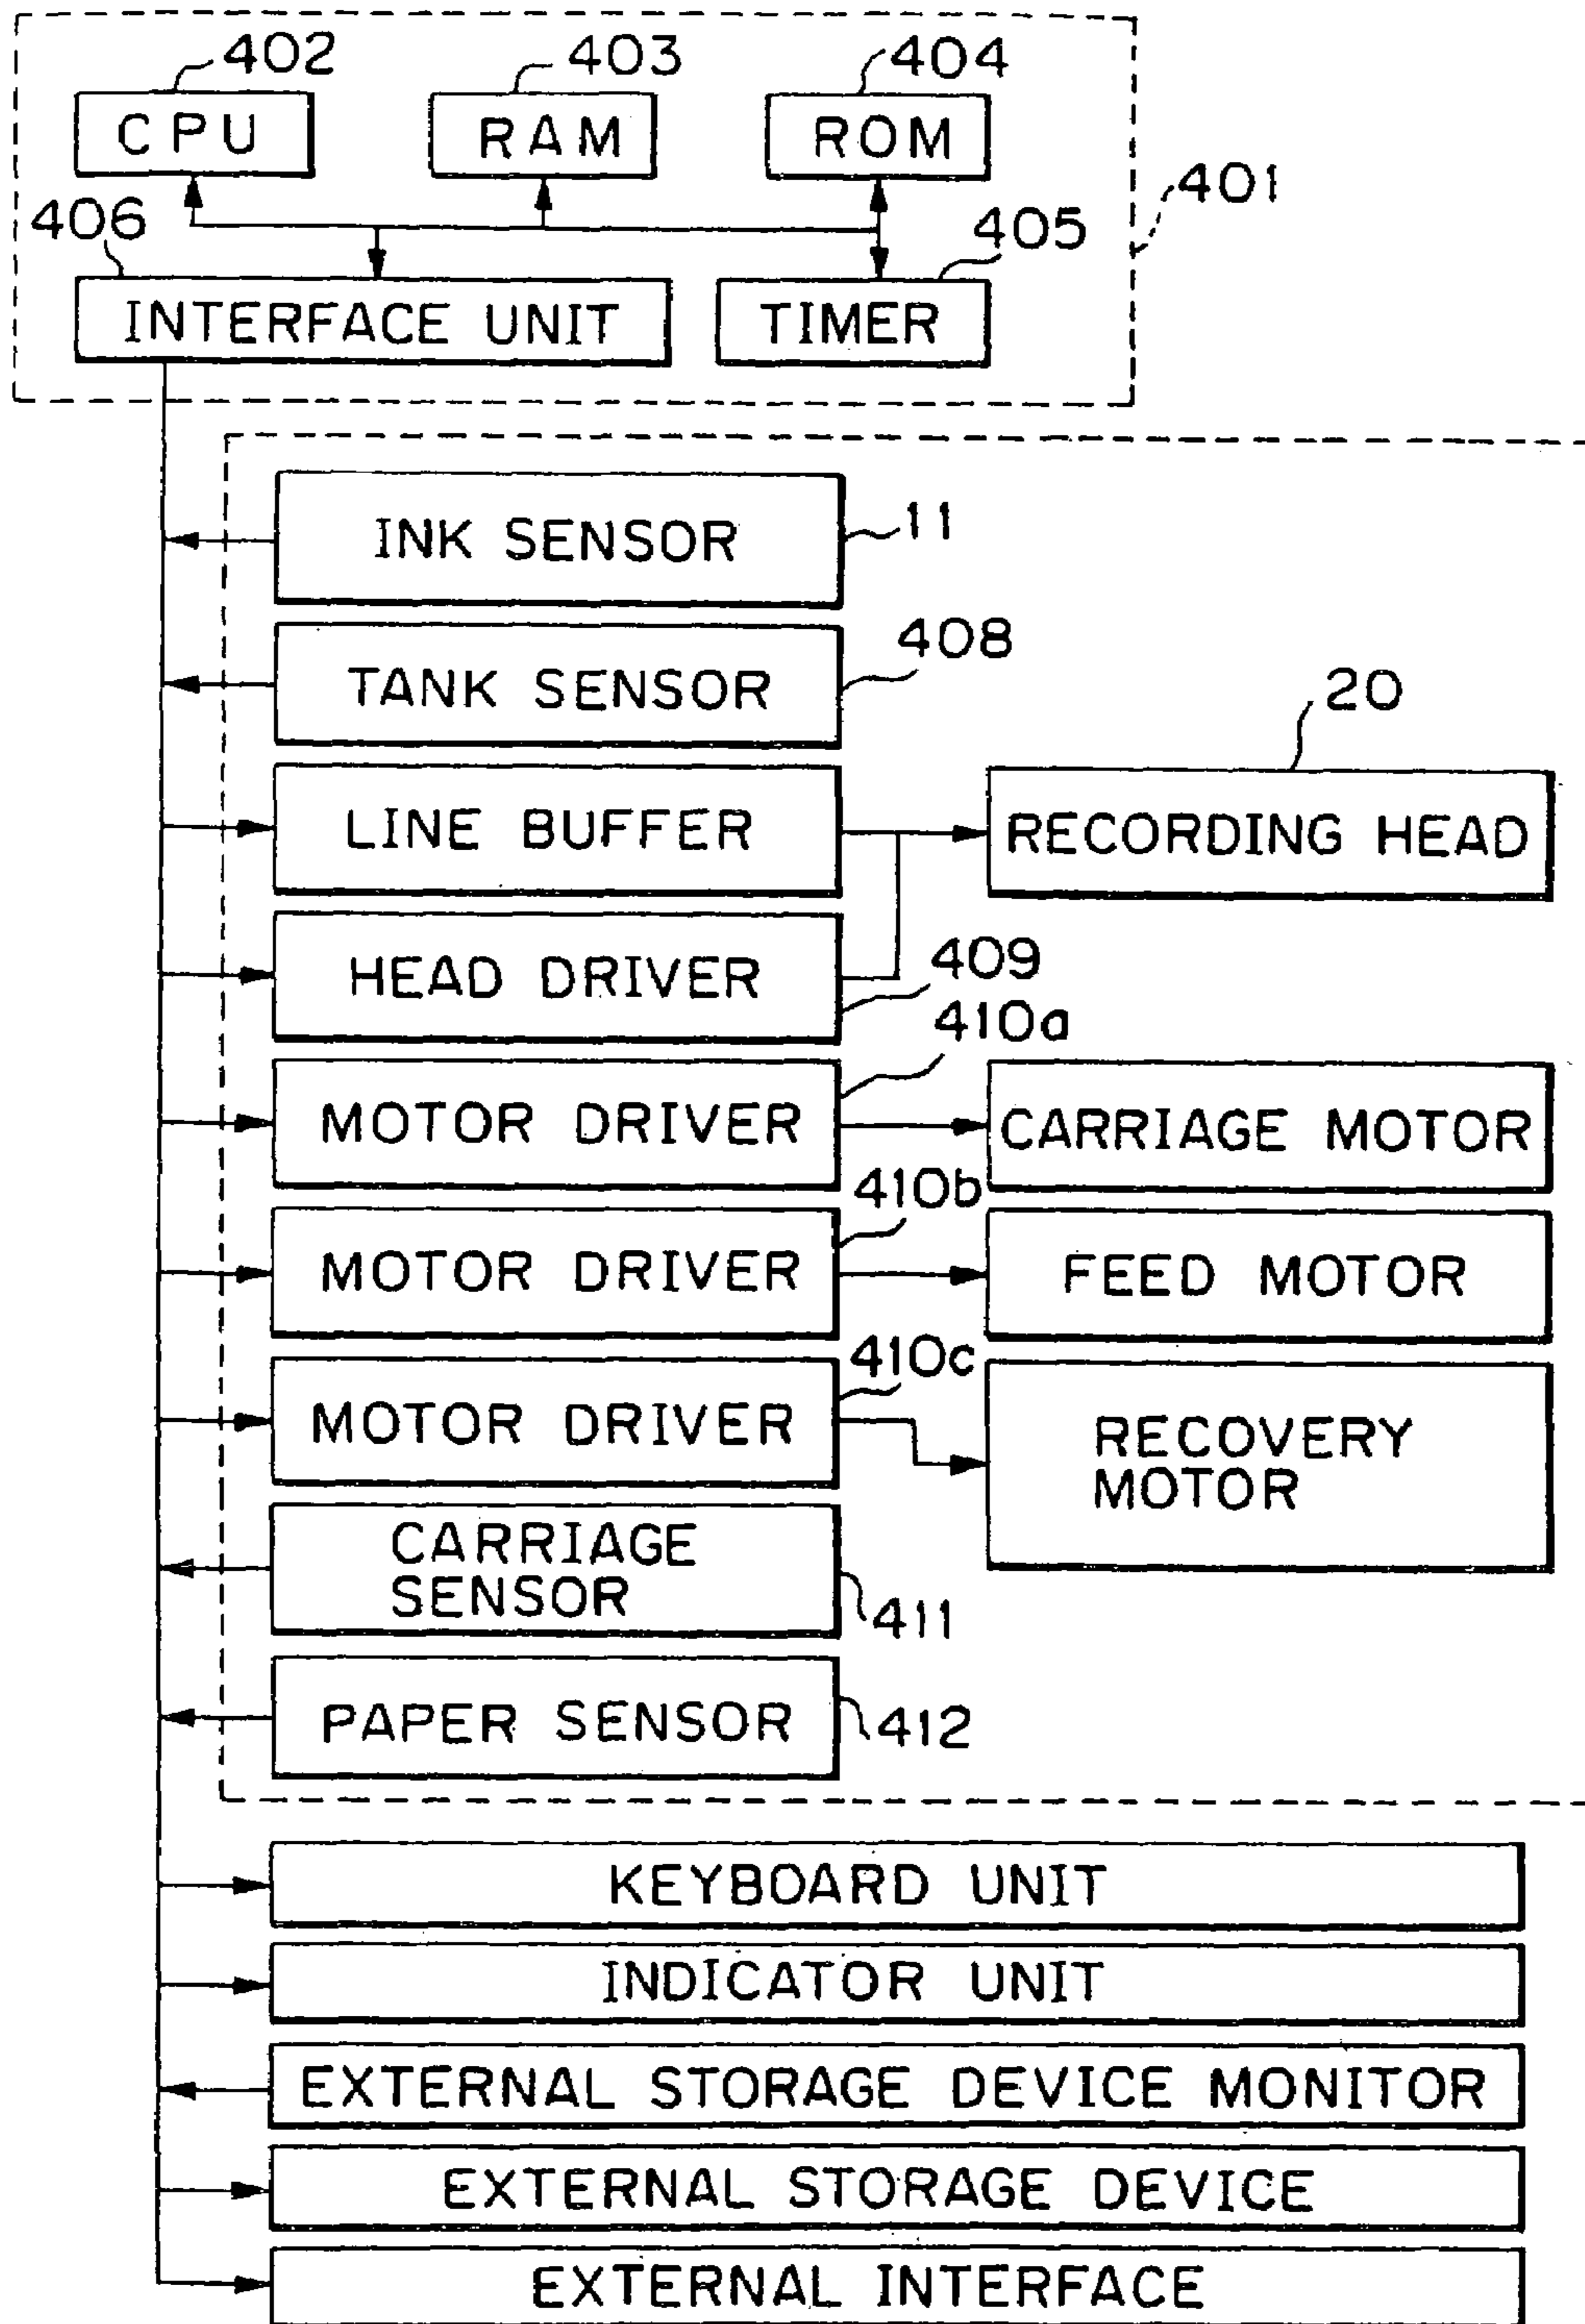 402
403
404
CPU
RAM
ROM
401
406
405
INTERFACE UNIT
TIMER
INK SENSOR
11
408
TANK SENSOR
20
LINE BUFFER
RECORDING HEAD
HEAD DRIVER
409
410a
MOTOR DRIVER
CARRIAGE MOTOR
410b
MOTOR DRIVER
FEED MOTOR
410c
MOTOR DRIVER
RECOVERY
MOTOR
CARRIAGE
SENSOR
411
PAPER SENSOR
412
KEYBOARD UNIT
INDICATOR UNIT
EXTERNAL STORAGE DEVICE MONITOR
EXTERNAL STORAGE DEVICE
EXTERNAL INTERFACE